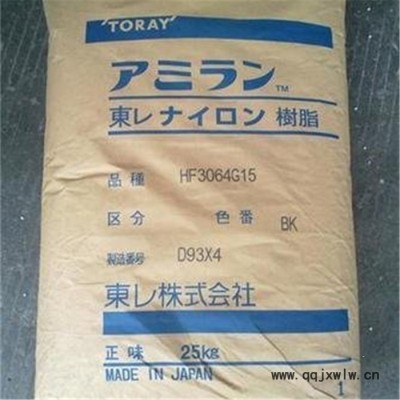 "TORAY"
アミラン™
東レ ナイロン 樹脂
品種 HF3064G15
区分 色番 BK
製造番号 D93X4
東レ株式会社
正味 25kg
MADE IN JAPAN
1
www.qqjxwlw.cn